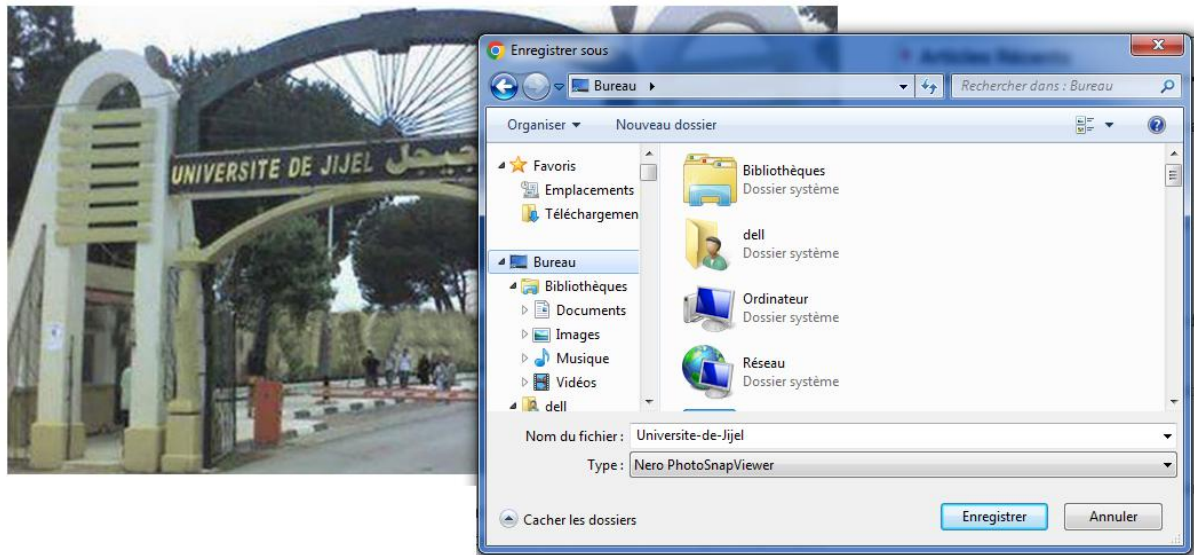 UNIVERSITE DE JIJEL جيجل
Enregistrer sous
Articles Récents
Bureau
Rechercher dans : Bureau
Organiser
Nouveau dossier
Favoris
Emplacements
Téléchargemen
Bureau
Bibliothèques
Documents
Images
Musique
Vidéos
dell
Bibliothèques
Dossier système
dell
Dossier système
Ordinateur
Dossier système
Réseau
Dossier système
Nom du fichier : Universite-de-Jijel
Type : Nero PhotoSnapViewer
Cacher les dossiers
Enregistrer
Annuler